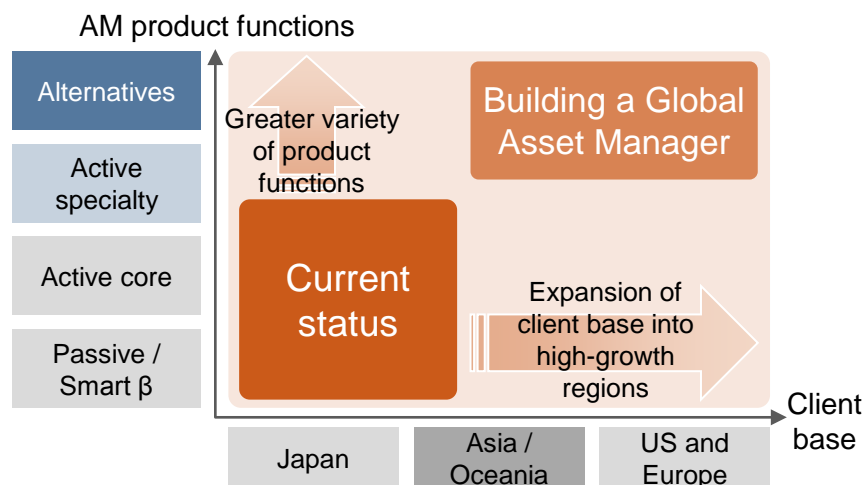 AM product functions
Alternatives
Active
specialty
Active core
Passive /
Smart β
Greater variety
of product
functions
Building a Global
Asset Manager
Current
status
Expansion of
client base into
high-growth
regions
Client
base
Japan
Asia /
Oceania
US and
Europe